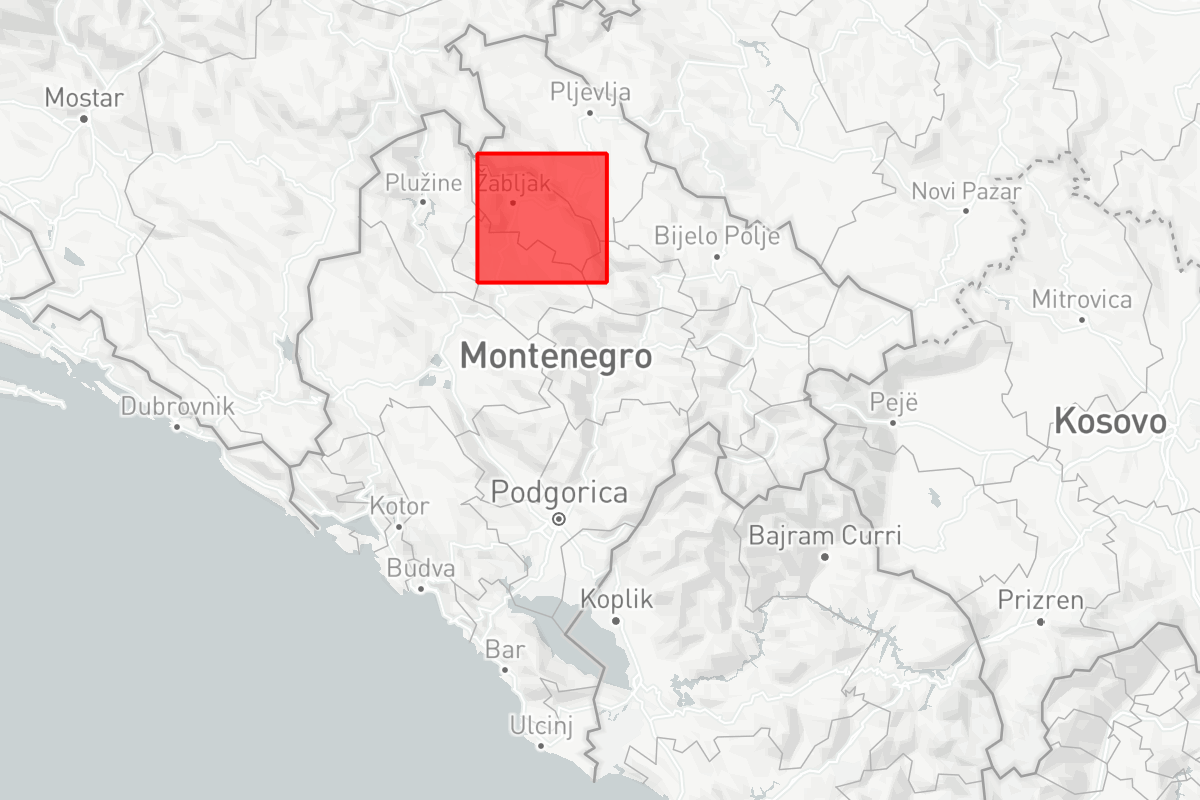 Pljevlja
Mostar
Plužine
Žabljak
Novi Pazar
Bijelo Polje
Mitrovica
Montenegro
Pejë
Dubrovnik
Kosovo
Podgorica
Kotor
Bajram Curri
Budva
Koplik
Prizren
Bar
Ulcinj